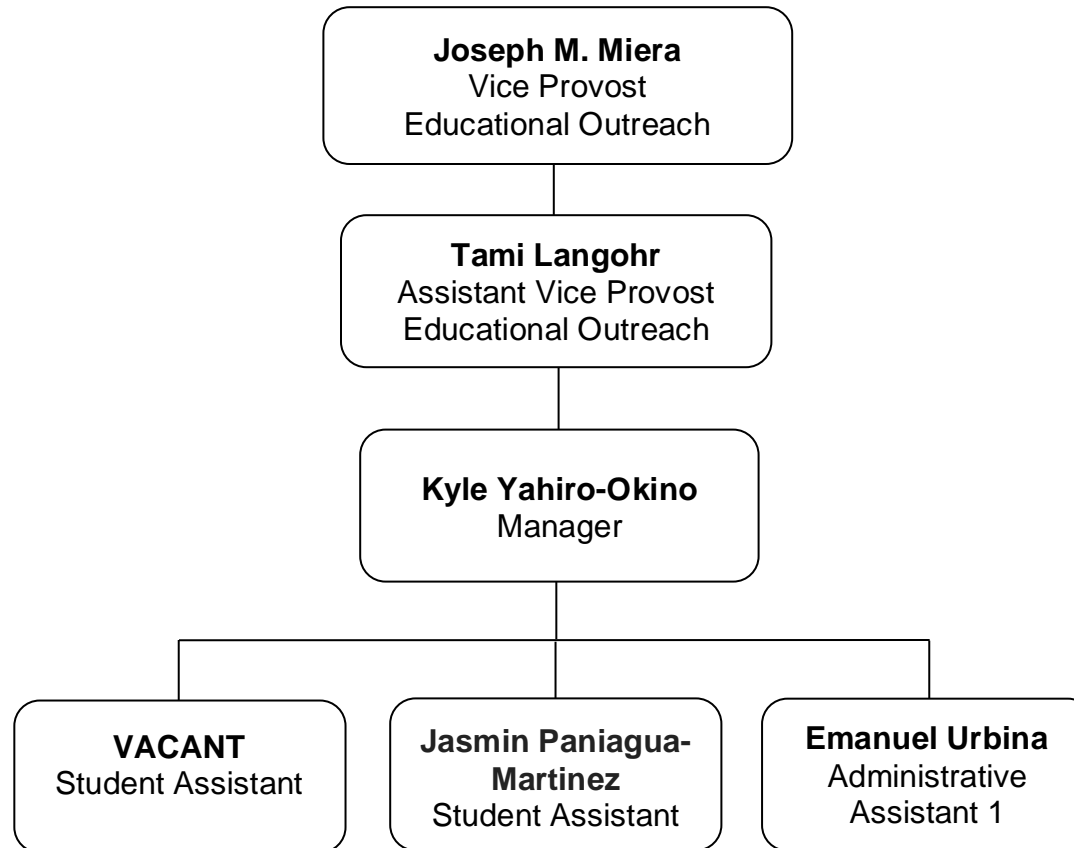 Joseph M. Miera
Vice Provost
Educational Outreach
Tami Langohr
Assistant Vice Provost
Educational Outreach
Kyle Yahiro-Okino
Manager
VACANT
Student Assistant
Jasmin Paniagua-
Martinez
Student Assistant
Emanuel Urbina
Administrative
Assistant 1